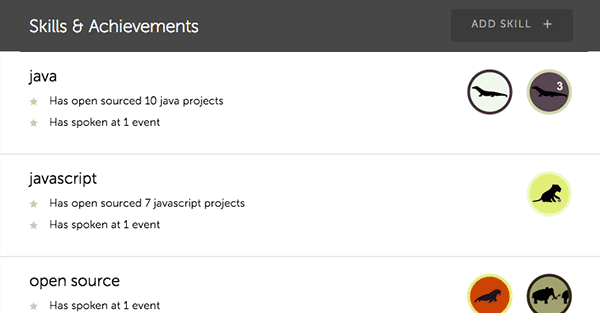 Skills & Achievements
ADD SKILL +
java
Has open sourced 10 java projects
3
Has spoken at 1 event
javascript
Has open sourced 7 javascript projects
Has spoken at 1 event
open source
Has spoken at 1 event